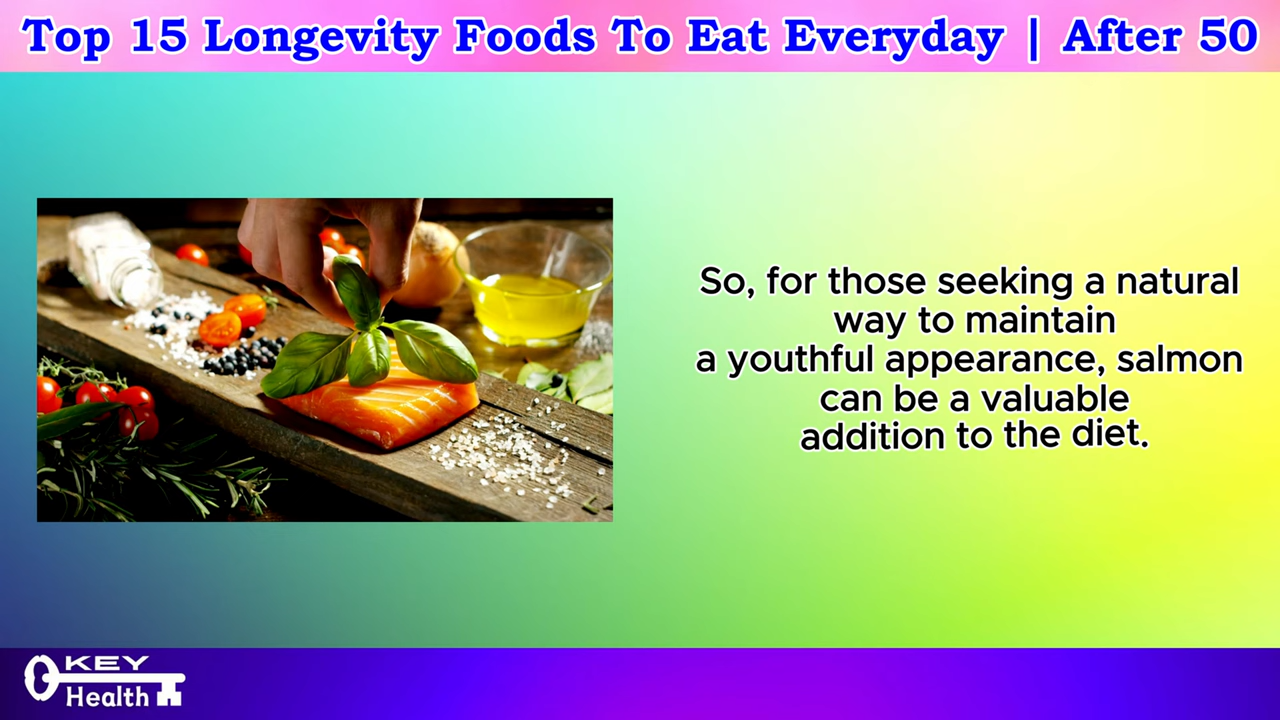 Top 15 Longevity Foods To Eat Everyday | After 50
So, for those seeking a natural
way to maintain
a youthful appearance, salmon
can be a valuable
addition to the diet.
KEY
Health